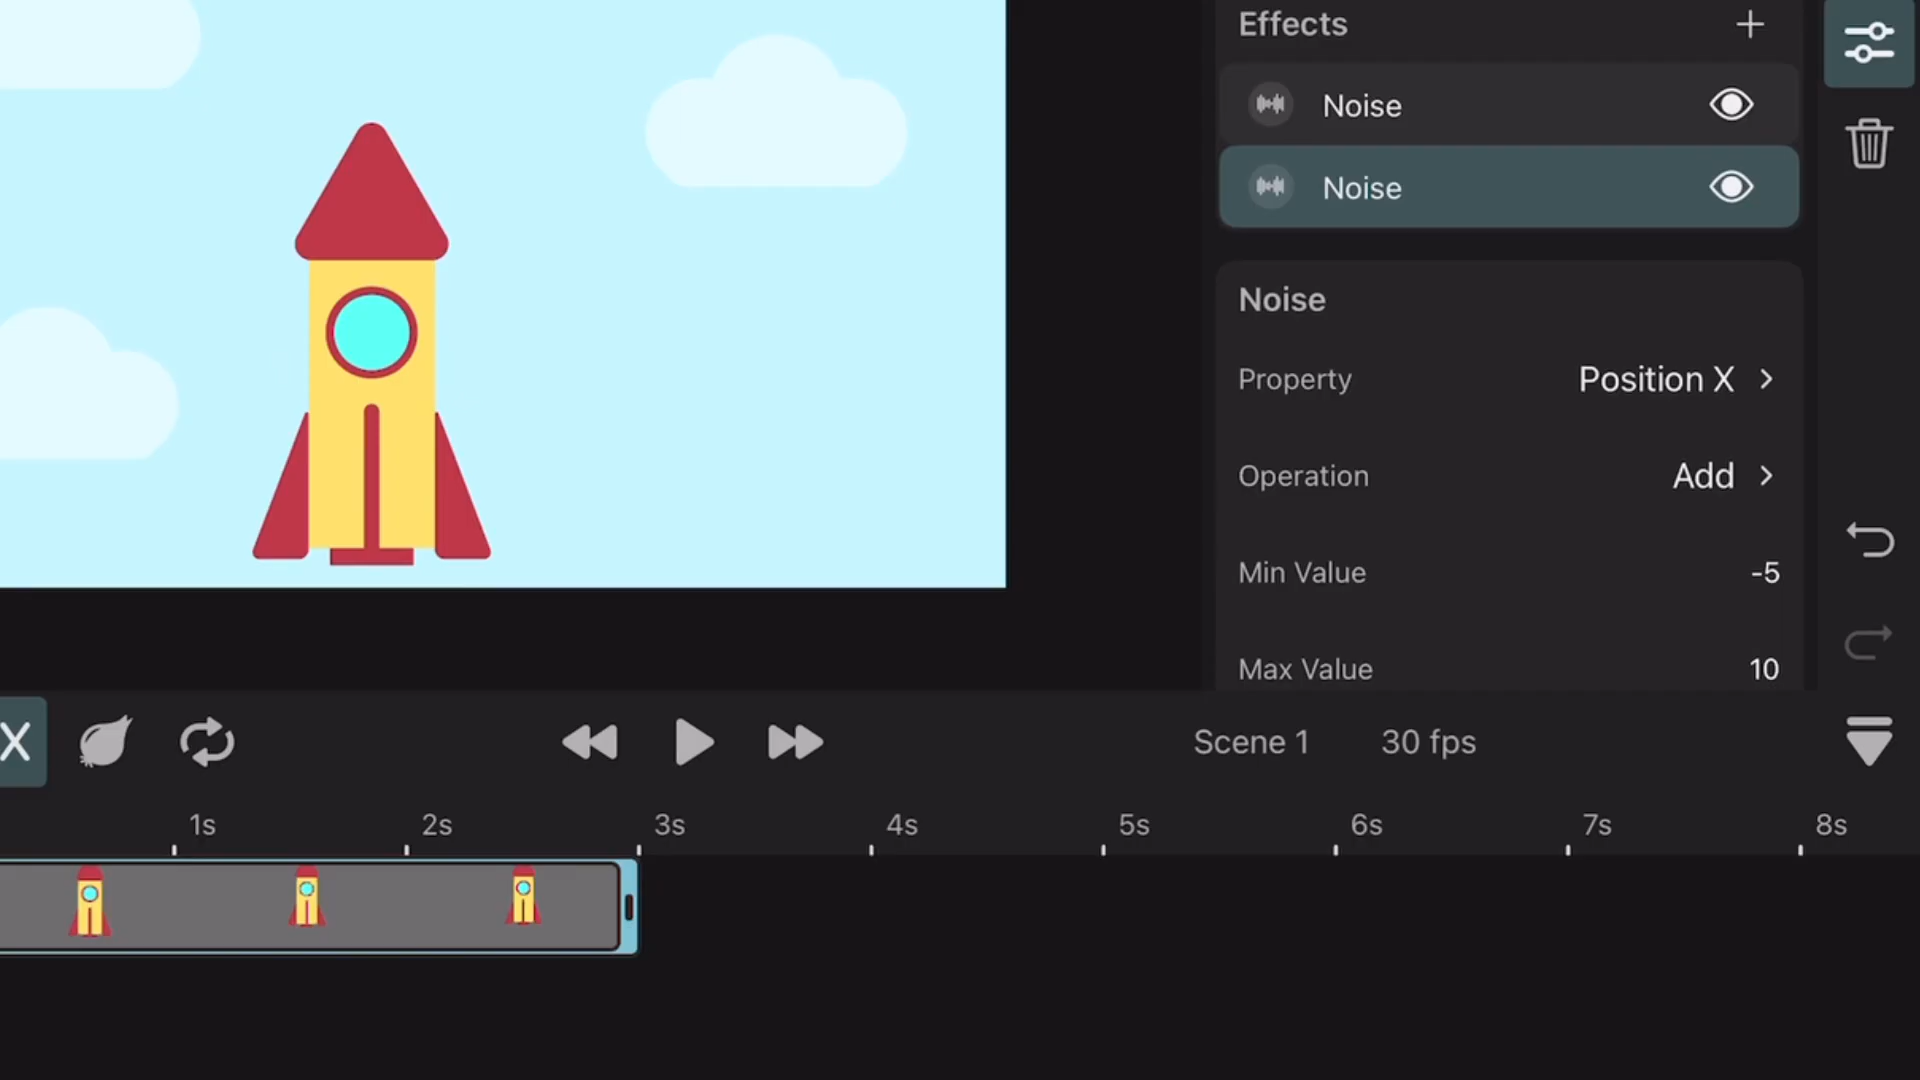 Effects
Noise
Noise
Noise
Property Position X
Operation Add
Min Value -5
Max Value 10
X
Scene 1 30 fps
1s 2s 3s 4s 5s 6s 7s 8s